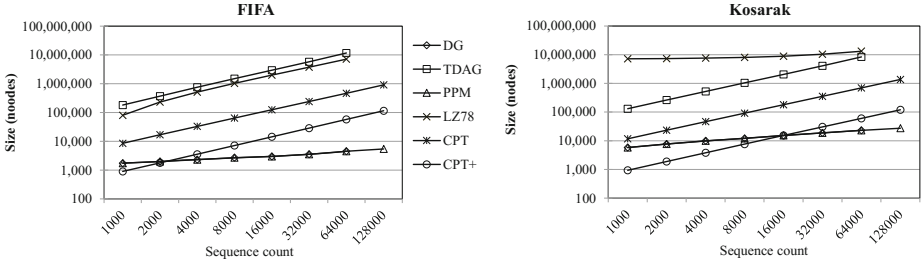 FIFA
Size (noodes)
100,000,000
10,000,000
1,000,000
100,000
10,000
1,000
100
1000
2000
4000
8000
16000
32000
64000
128000
Sequence count
DG
TDAG
PPM
LZ78
CPT
CPT+
Kosarak
Size (nodes)
100,000,000
10,000,000
1,000,000
100,000
10,000
1,000
100
1000
2000
4000
8000
16000
32000
64000
128000
Sequence count